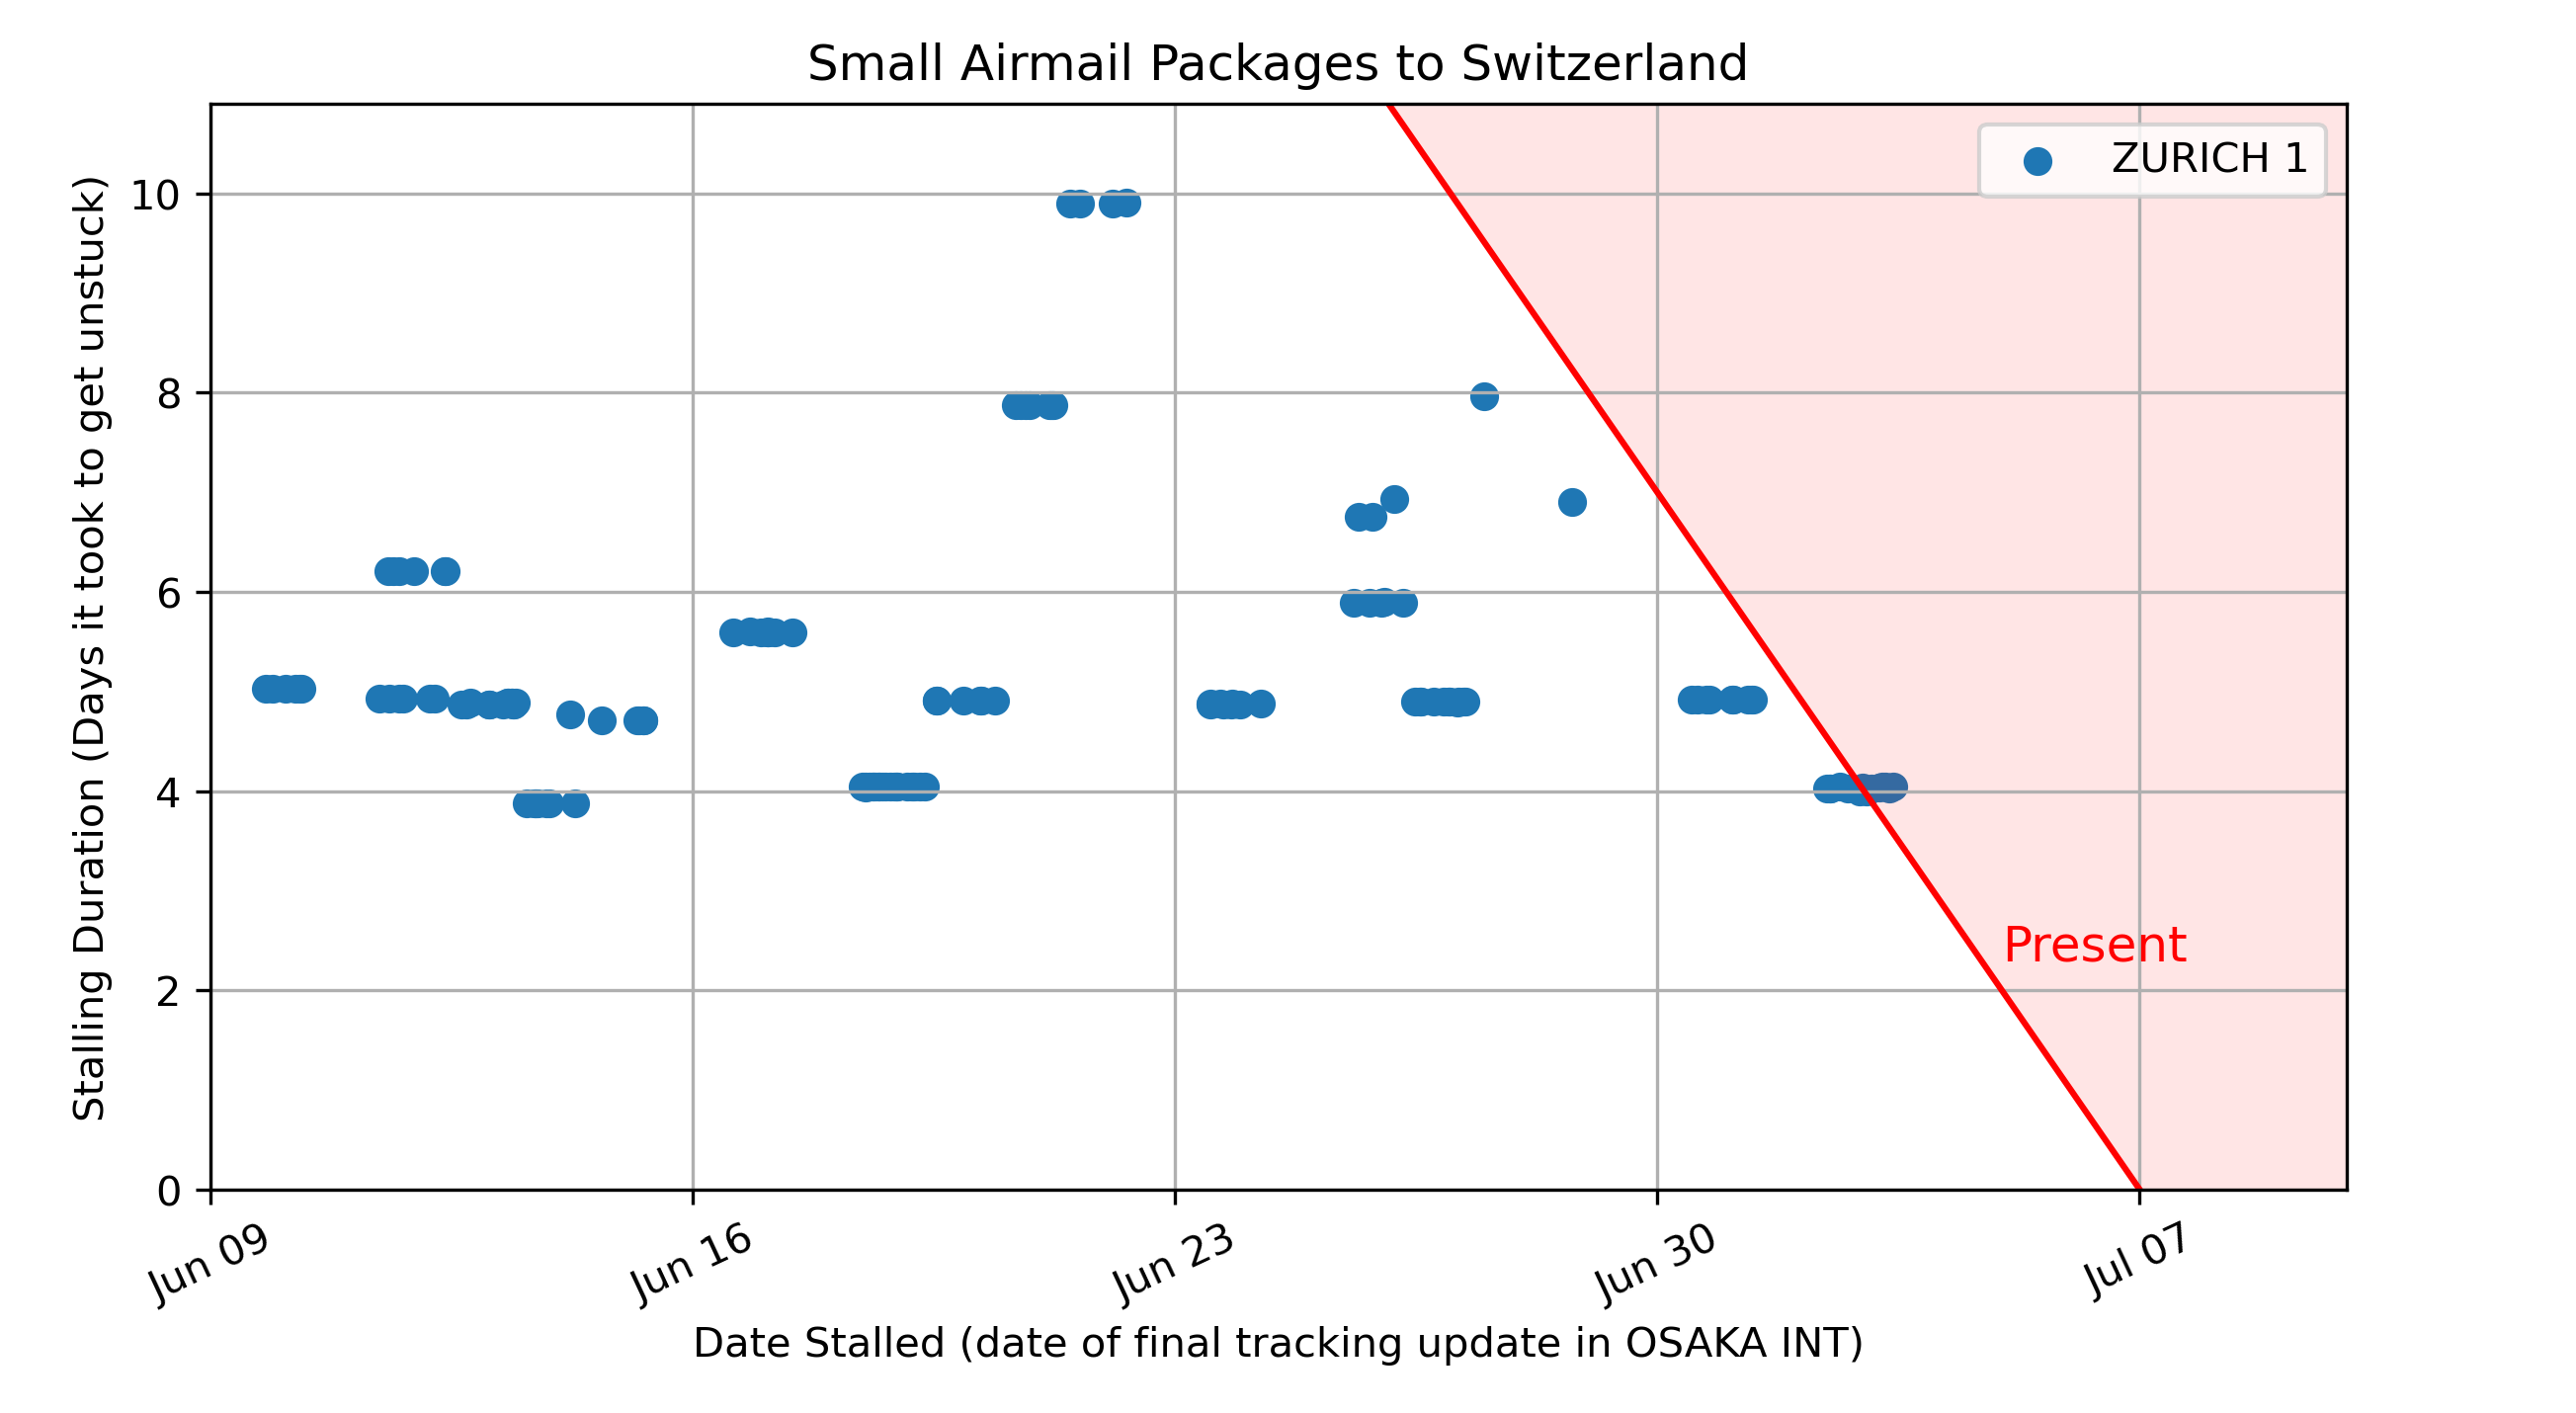 Small Airmail Packages to Switzerland
ZURICH 1
Stalling Duration (Days it took to get unstuck)
10
8
6
4
2
0
Present
Jun 09
Jun 16
Jun 23
Jun 30
Jul 07
Date Stalled (date of final tracking update in OSAKA INT)